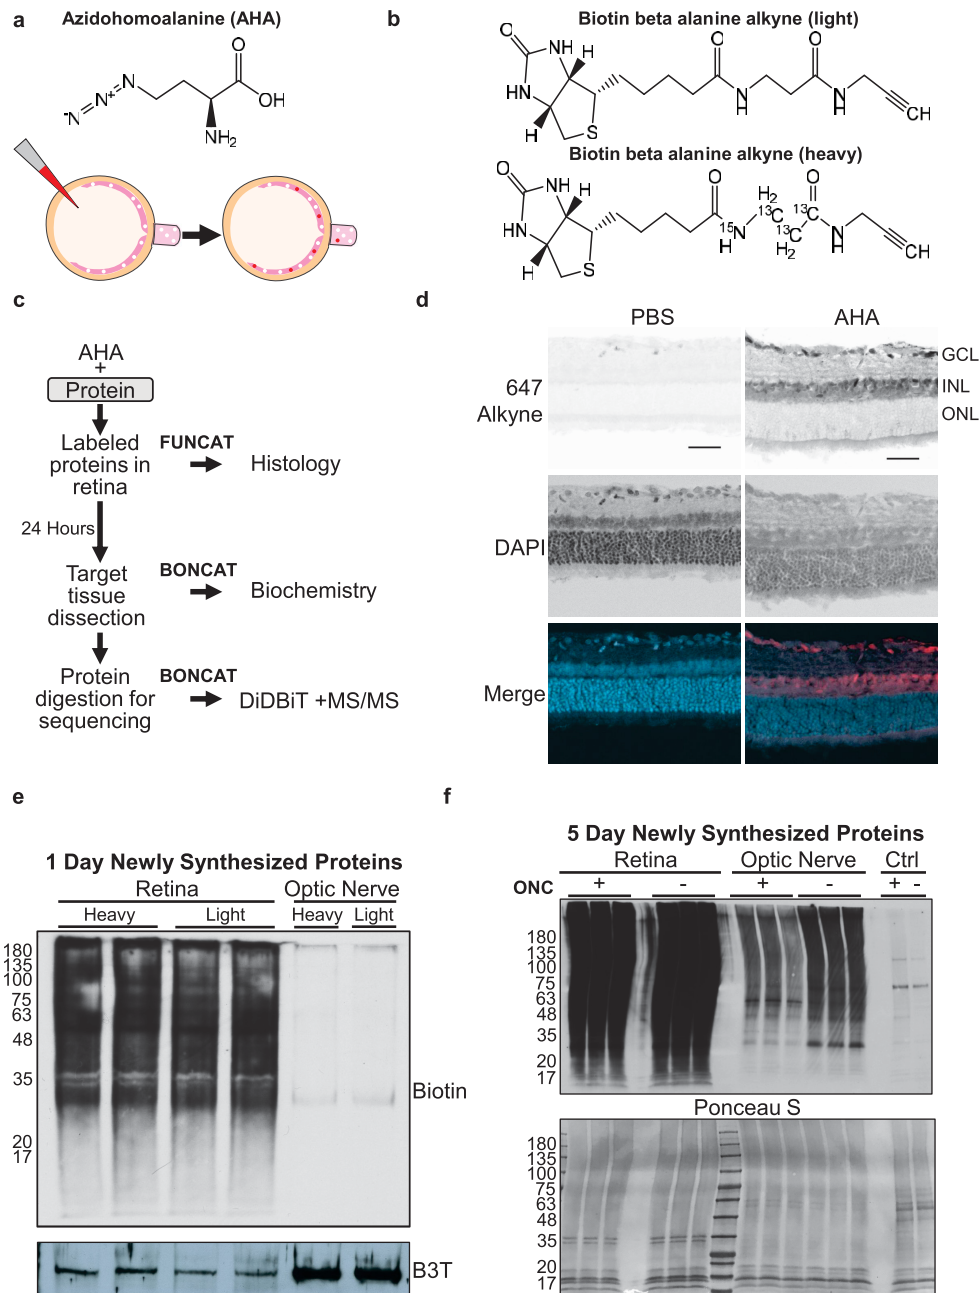 a
Azidohomoalanine (AHA)
O
OH
NH2
N
N+
-N
b
Biotin beta alanine alkyne (light)
O
NH
HN
H
H
S
O
N
H
O
N
H
CH
Biotin beta alanine alkyne (heavy)
O
NH
HN
H
H
S
O
15N
H
H2
13C
13C
H2
13C
O
N
H
CH
c
AHA
+
Protein
Labeled
proteins in
retina
FUNCAT
Histology
24 Hours
Target
tissue
dissection
BONCAT
Biochemistry
Protein
digestion for
sequencing
BONCAT
DiDBiT +MS/MS
d
PBS
AHA
647
Alkyne
GCL
INL
ONL
DAPI
Merge
e
1 Day Newly Synthesized Proteins
Retina
Optic Nerve
Heavy
Light
Heavy
Light
180
135
100
75
63
48
35
20
17
Biotin
B3T
f
5 Day Newly Synthesized Proteins
Retina
Optic Nerve
Ctrl
ONC
+
-
+
-
+
-
180
135
100
75
63
48
35
20
17
Ponceau S
180
135
100
75
63
48
35
20
17